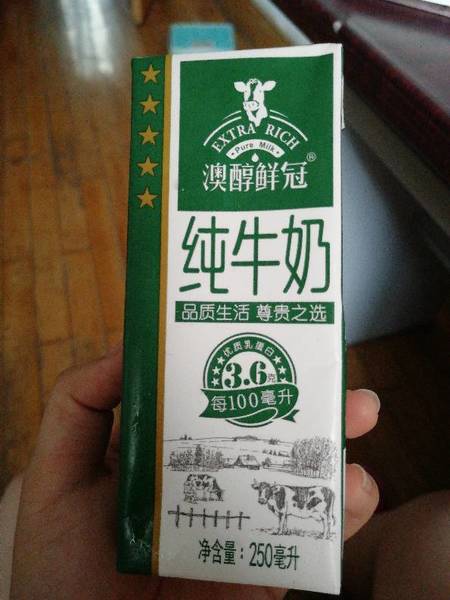 EXTRA RICH
Pure Milk
澳醇鲜冠®
纯牛奶
品质生活 尊贵之选
优质乳蛋白
3.6克
每100毫升
净含量：250毫升